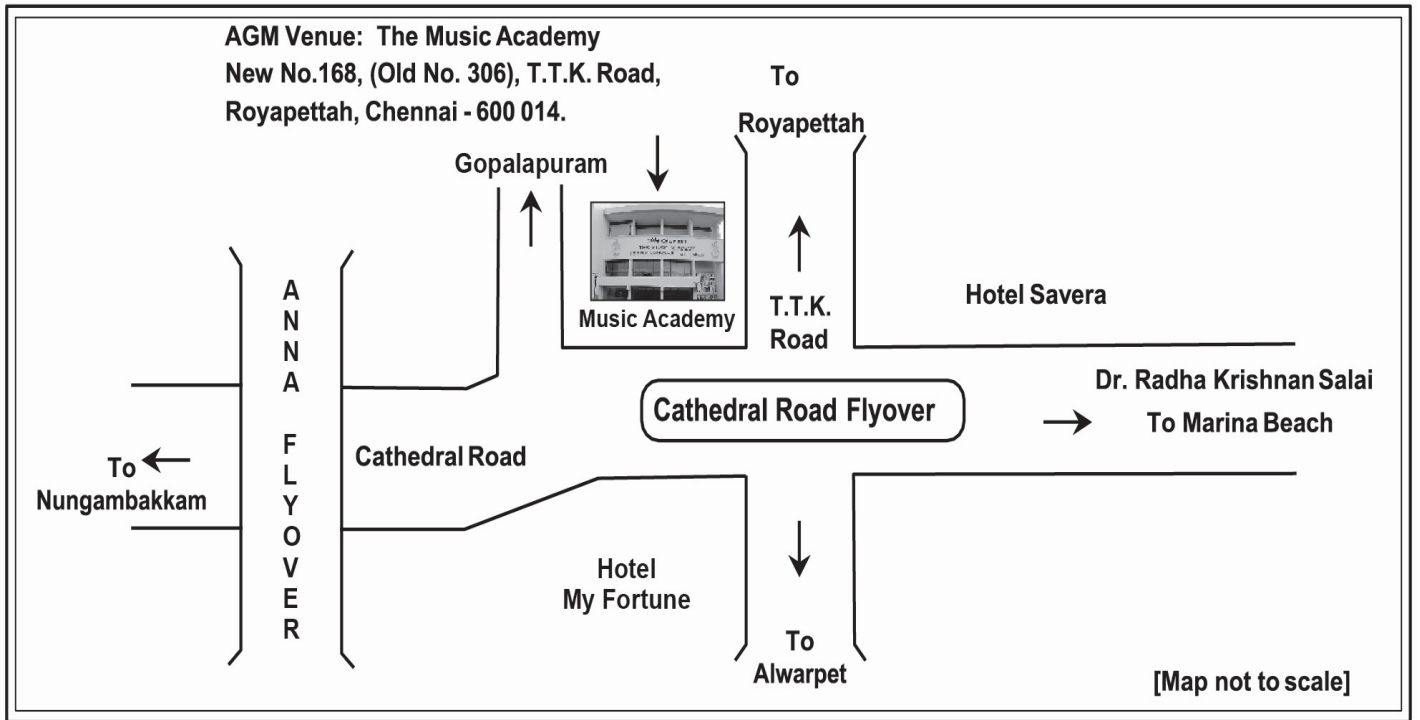 AGM Venue: The Music Academy
New No.168, (Old No. 306), T.T.K. Road,
Royapettah, Chennai - 600 014.
To
Royapettah
Gopalapuram
Music Academy
T.T.K.
Road
Hotel Savera
ANNA FLYOVER
Cathedral Road Flyover
Dr. Radha Krishnan Salai
To Marina Beach
Cathedral Road
To
Nungambakkam
Hotel
My Fortune
To
Alwarpet
[Map not to scale]